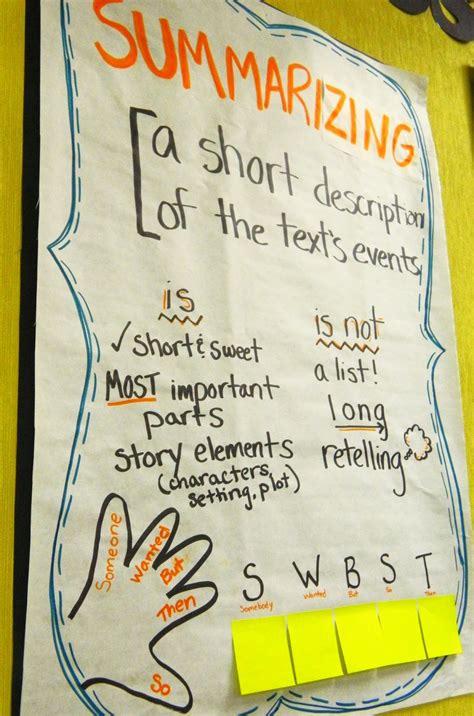 SUMMARIZING
a short description
of the text's events
is
✓short & sweet
MOST important
parts
story elements
(characters,
setting, plot)
is not
a list!
long
retelling
Someone
Wanted
But
Then
So
S W B S T
Somebody Wanted But So Then